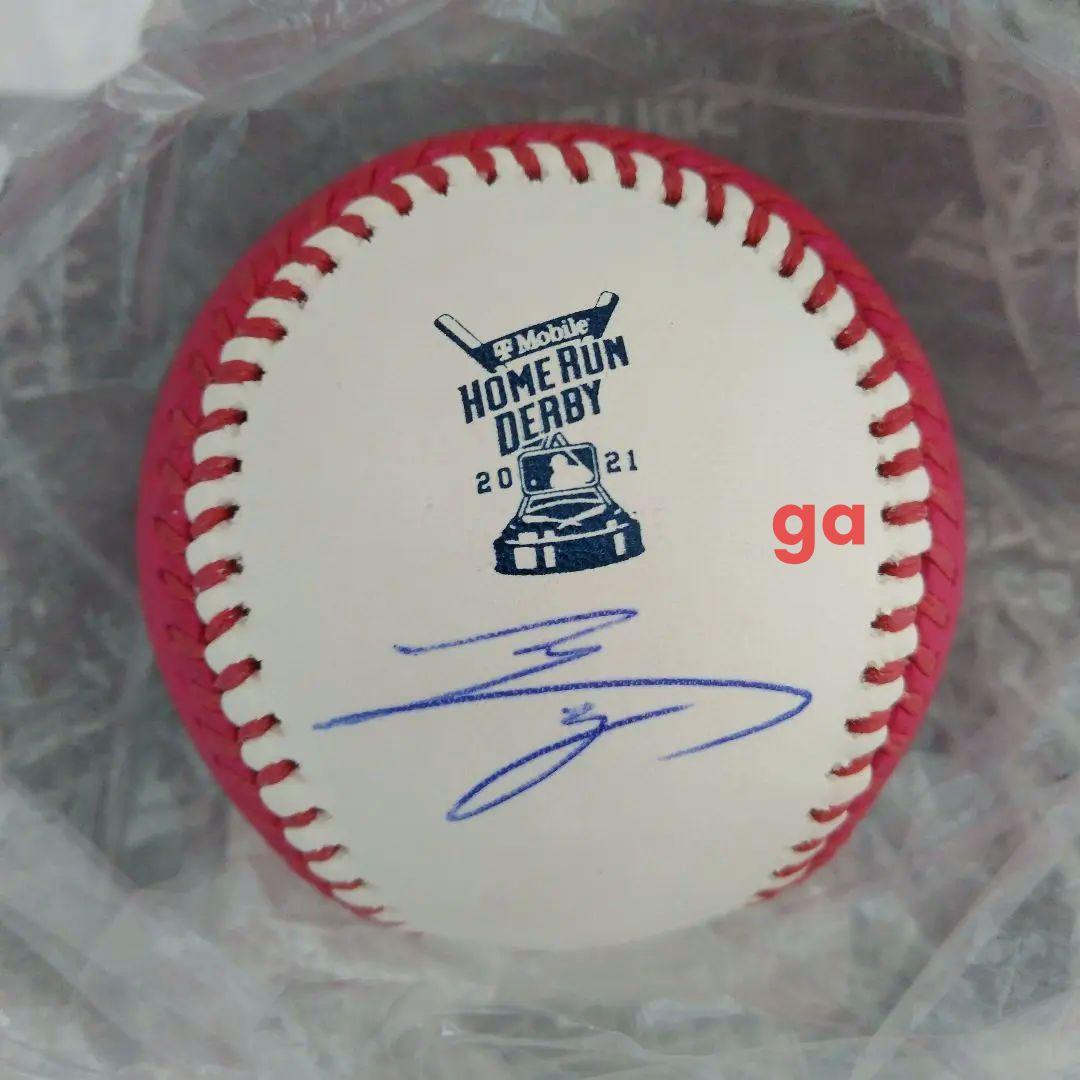 T Mobile
HOME RUN
DERBY
20 21
ga